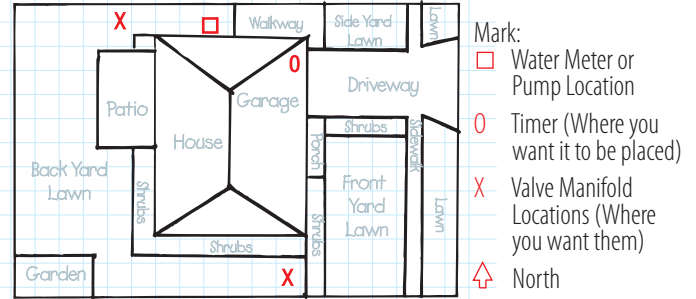 X
Walkway
Side Yard
Lawn
Lawn
0
Garage
Driveway
Patio
House
Porch
Shrubs
Sidewalk
Back Yard
Lawn
Shrubs
Front
Yard
Lawn
Shrubs
Lawn
Shrubs
Garden
X
Mark:
Water Meter or
Pump Location
0 Timer (Where you
want it to be placed)
X Valve Manifold
Locations (Where
you want them)
North